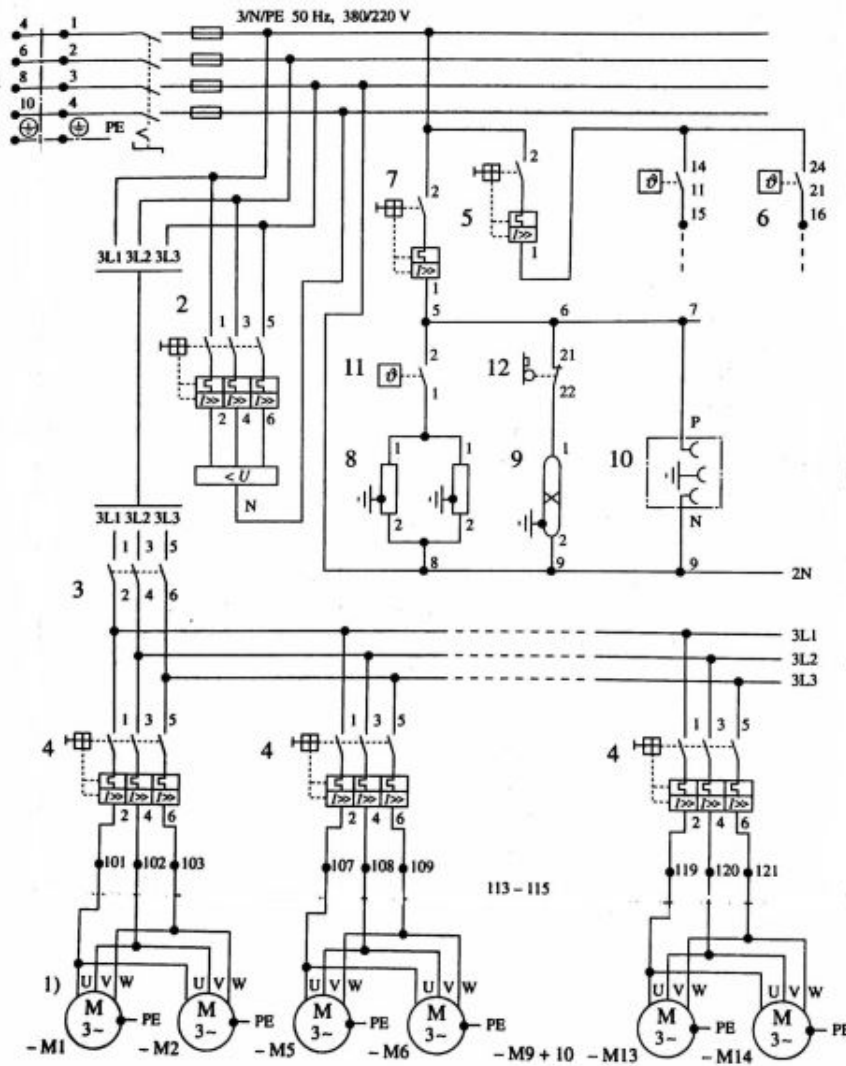 3/N/PE 50 Hz, 380/220 V
4 1
6 2
8 3
10 4
PE
2 2 14 24
7 5 ϑ 11 ϑ 21
15 6 16
I>> 1
3L1 3L2 3L3
I>>
1
5 6 7
2
1 3 5
2 21
11 ϑ 12
1 22
I>> I>> I>>
2 4 6
1 1 1 P
8 9 10
< U
N
2 2 2 N
3L1 3L2 3L3
1 3 5
8 9 9 2N
3
2 4 6
3L1
3L2
3L3
1 3 5 1 3 5 1 3 5
4 4 4
I>> I>> I>> I>> I>> I>> I>> I>> I>>
2 4 6 2 4 6 2 4 6
101 102 103 107 108 109 119 120 121
113 – 115
1) U V W U V W U V W U V W U V W U V W
M M M M M M
3~ PE 3~ PE 3~ PE 3~ PE 3~ PE 3~ PE
– M1 – M2 – M5 – M6 – M9 + 10 – M13 – M14